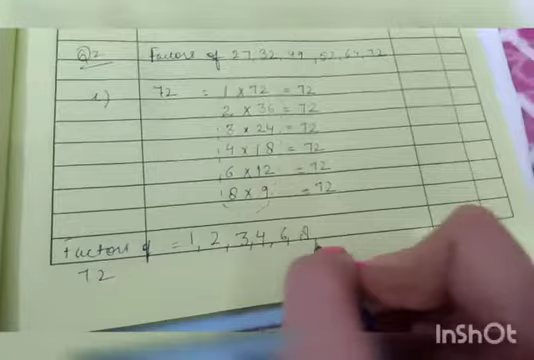 Q2 Factors of 27, 32, 49, 52, 64, 72
1) 72 = 1 x 72 = 72
2 x 36 = 72
3 x 24 = 72
4 x 18 = 72
6 x 12 = 72
8 x 9 = 72
Factors of = 1, 2, 3, 4, 6, 8,
72
InShOt